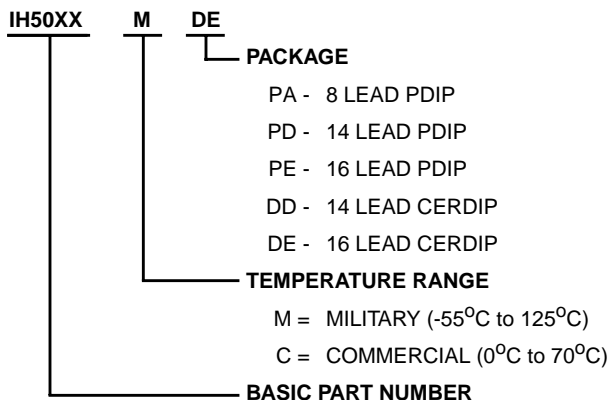 IH50XX M DE
PACKAGE
PA - 8 LEAD PDIP
PD - 14 LEAD PDIP
PE - 16 LEAD PDIP
DD - 14 LEAD CERDIP
DE - 16 LEAD CERDIP
TEMPERATURE RANGE
M = MILITARY (-55°C to 125°C)
C = COMMERCIAL (0°C to 70°C)
BASIC PART NUMBER